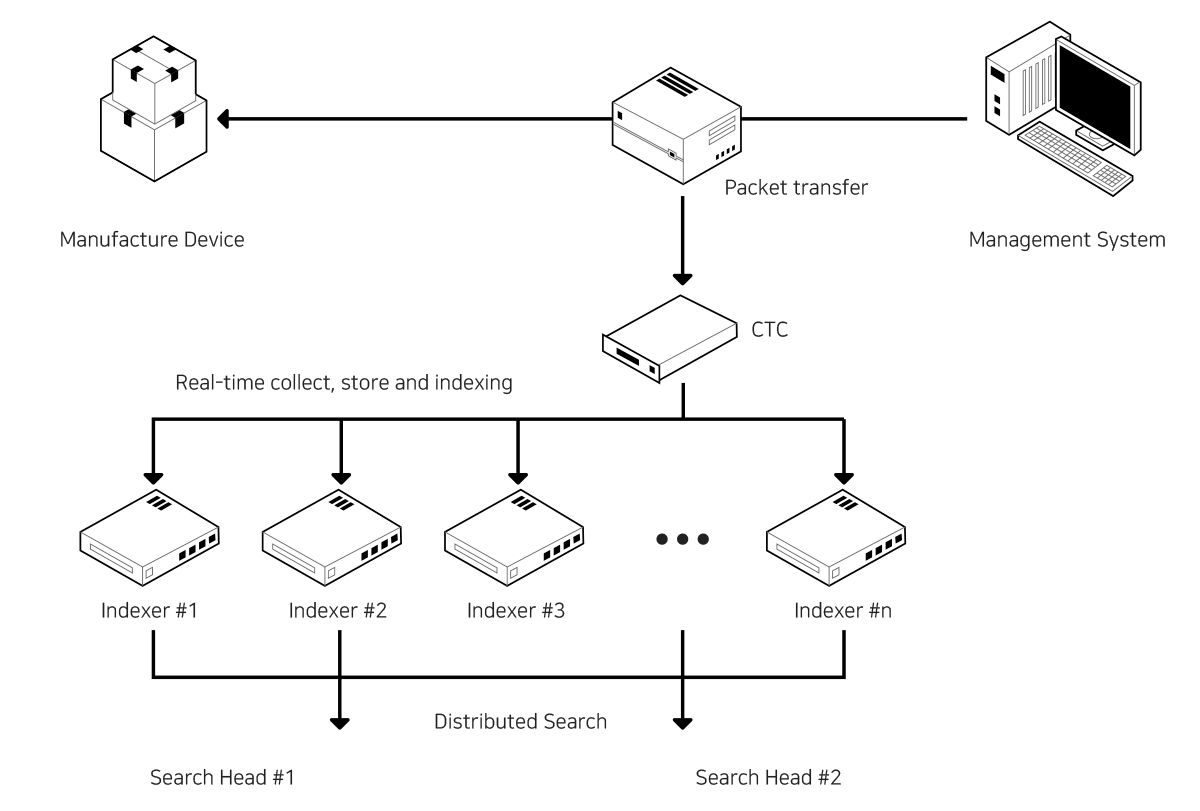 Packet transfer
Manufacture Device
Management System
CTC
Real-time collect, store and indexing
Indexer #1
Indexer #2
Indexer #3
Indexer #n
Distributed Search
Search Head #1
Search Head #2